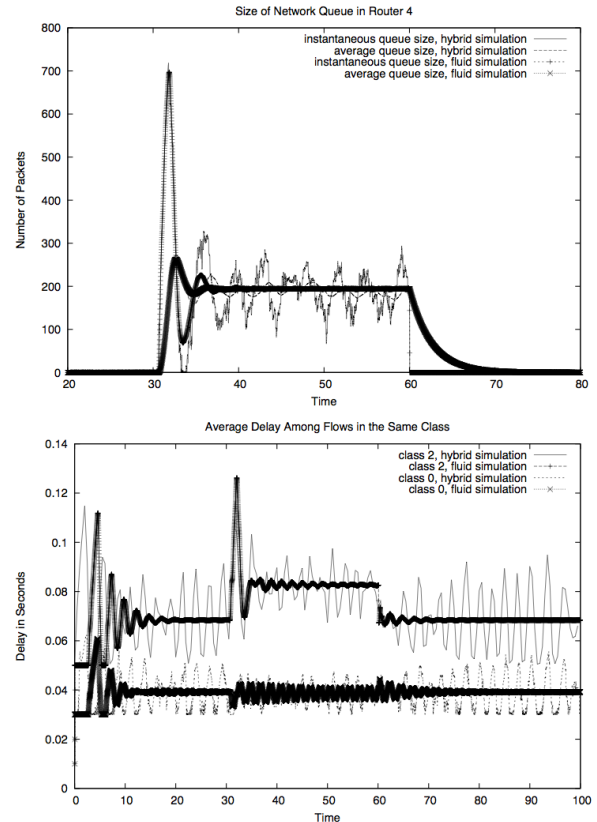 Size of Network Queue in Router 4
800
700
600
500
400
300
200
100
0
Number of Packets
instantaneous queue size, hybrid simulation
average queue size, hybrid simulation
instantaneous queue size, fluid simulation
average queue size, fluid simulation
20 30 40 50 60 70 80
Time
Average Delay Among Flows in the Same Class
0.14
0.12
0.1
0.08
0.06
0.04
0.02
0
Delay in Seconds
class 2, hybrid simulation
class 2, fluid simulation
class 0, hybrid simulation
class 0, fluid simulation
0 10 20 30 40 50 60 70 80 90 100
Time